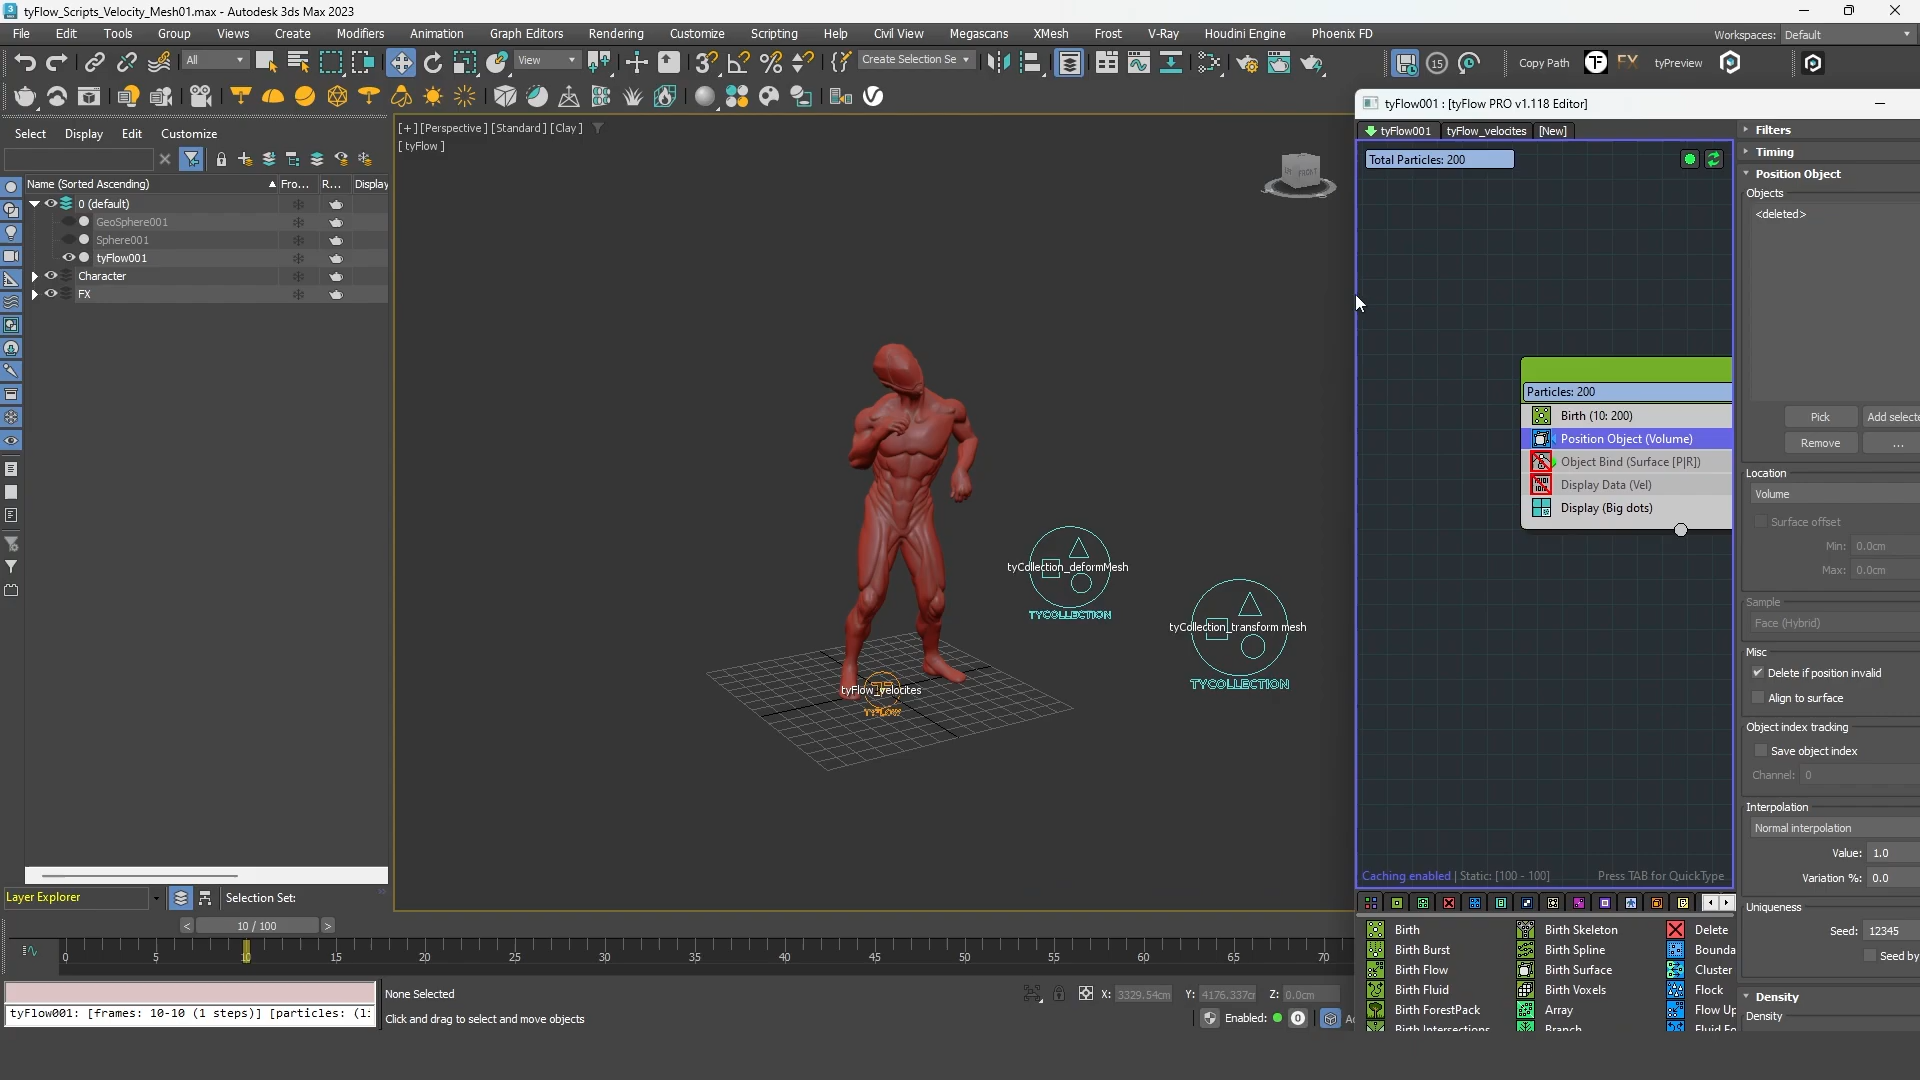 tyFlow_Scripts_Velocity_Mesh01.max - Autodesk 3ds Max 2023
File Edit Tools Group Views Create Modifiers Animation Graph Editors Rendering Customize Scripting Help Civil View Megascans XMesh Frost V-Ray Houdini Engine Phoenix FD Workspaces: Default
All View Create Selection Se 15 Copy Path FX tyPreview
Select Display Edit Customize
Name (Sorted Ascending) Fro... R... Display
0 (default)
GeoSphere001
Sphere001
tyFlow001
Character
FX
[+] [Perspective ] [Standard ] [Clay ]
[ tyFlow ]
FRONT
tyCollection_deformMesh
TYCOLLECTION
tyCollection_transform mesh
TYCOLLECTION
tyFlow_velocites
TYFLOW
tyFlow001 : [tyFlow PRO v1.118 Editor]
tyFlow001 tyFlow_velocites [New]
Total Particles: 200
Particles: 200
Birth (10: 200)
Position Object (Volume)
Object Bind (Surface [P|R])
Display Data (Vel)
Display (Big dots)
Caching enabled | Static: [100 - 100] Press TAB for QuickType
Birth Birth Skeleton Delete
Birth Burst Birth Spline Bounda
Birth Flow Birth Surface Cluster
Birth Fluid Birth Voxels Flock
Birth ForestPack Array Flow Up
Birth Intersections Branch Fluid Fo
Filters
Timing
Position Object
Objects
<deleted>
Pick Add selecte
Remove ...
Location
Volume
Surface offset
Min: 0.0cm
Max: 0.0cm
Sample
Face (Hybrid)
Misc
Delete if position invalid
Align to surface
Object index tracking
Save object index
Channel: 0
Interpolation
Normal interpolation
Value: 1.0
Variation %: 0.0
Uniqueness
Seed: 12345
Seed by
Density
Density
Layer Explorer Selection Set:
< 10 / 100 >
0 5 10 15 20 25 30 35 40 45 50 55 60 65 70
None Selected X: 3329.54cm Y: 4176.337cr Z: 0.0cm
tyFlow001: [frames: 10-10 (1 steps)] [particles: (1: Click and drag to select and move objects Enabled: 0